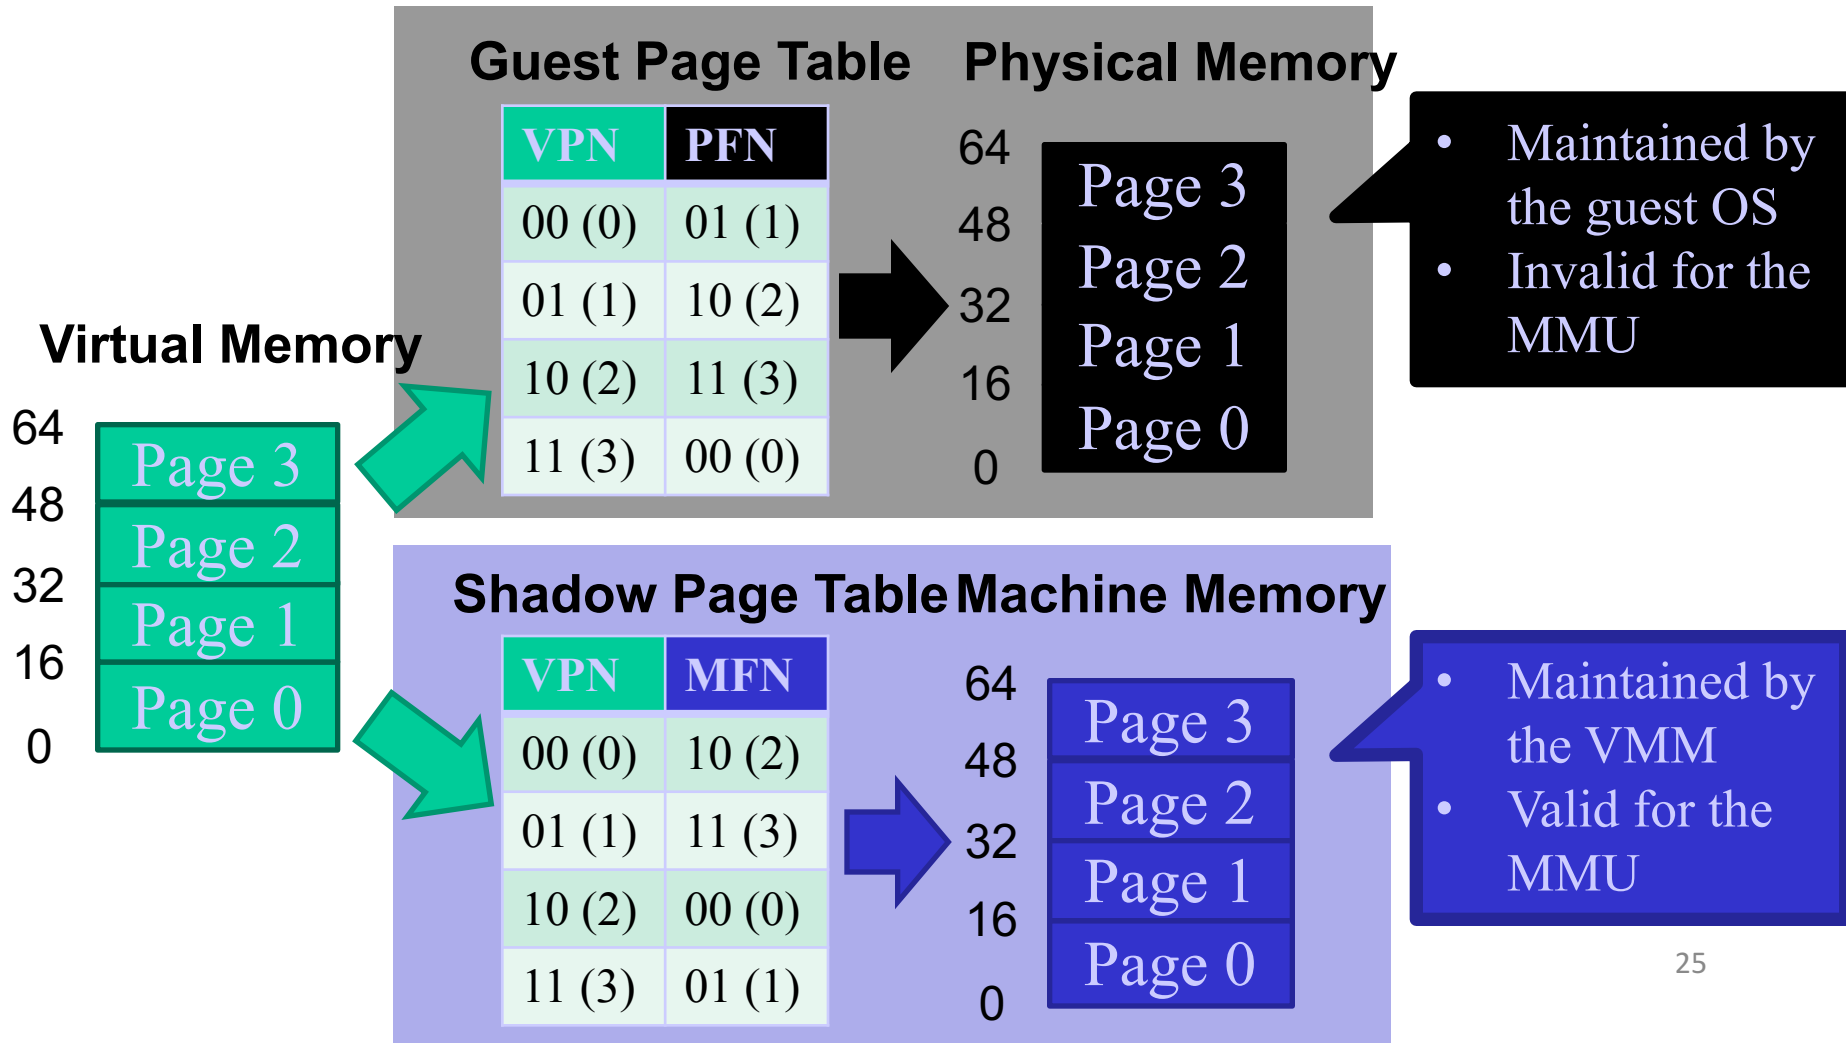 Guest Page Table
VPN PFN
00 (0) 01 (1)
01 (1) 10 (2)
10 (2) 11 (3)
11 (3) 00 (0)
Physical Memory
64
Page 3
48
Page 2
32
Page 1
16
Page 0
0
• Maintained by
the guest OS
• Invalid for the
MMU
Virtual Memory
64
Page 3
48
Page 2
32
Page 1
16
Page 0
0
Shadow Page Table
VPN MFN
00 (0) 10 (2)
01 (1) 11 (3)
10 (2) 00 (0)
11 (3) 01 (1)
Machine Memory
64
Page 3
48
Page 2
32
Page 1
16
Page 0
0
• Maintained by
the VMM
• Valid for the
MMU
25